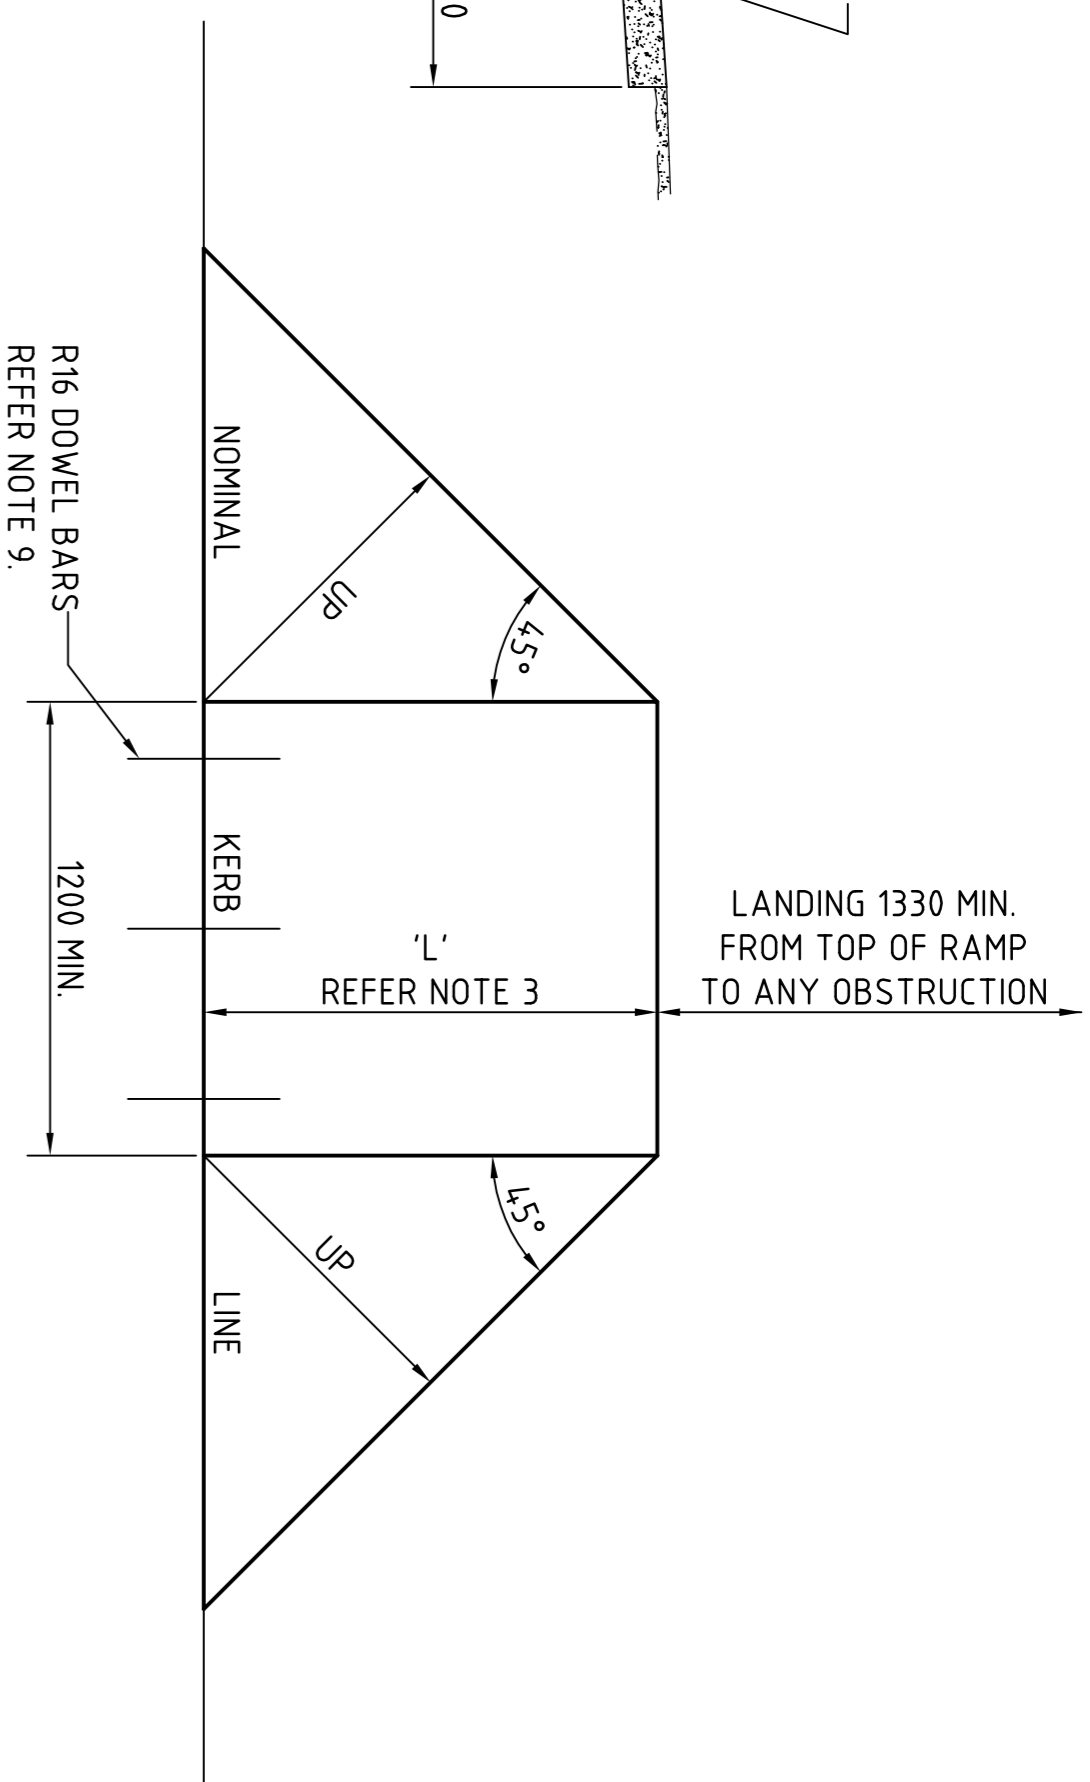 0
LANDING 1330 MIN.
FROM TOP OF RAMP
TO ANY OBSTRUCTION
'L'
REFER NOTE 3
45°
45°
UP
UP
NOMINAL
KERB
LINE
1200 MIN.
R16 DOWEL BARS
REFER NOTE 9.